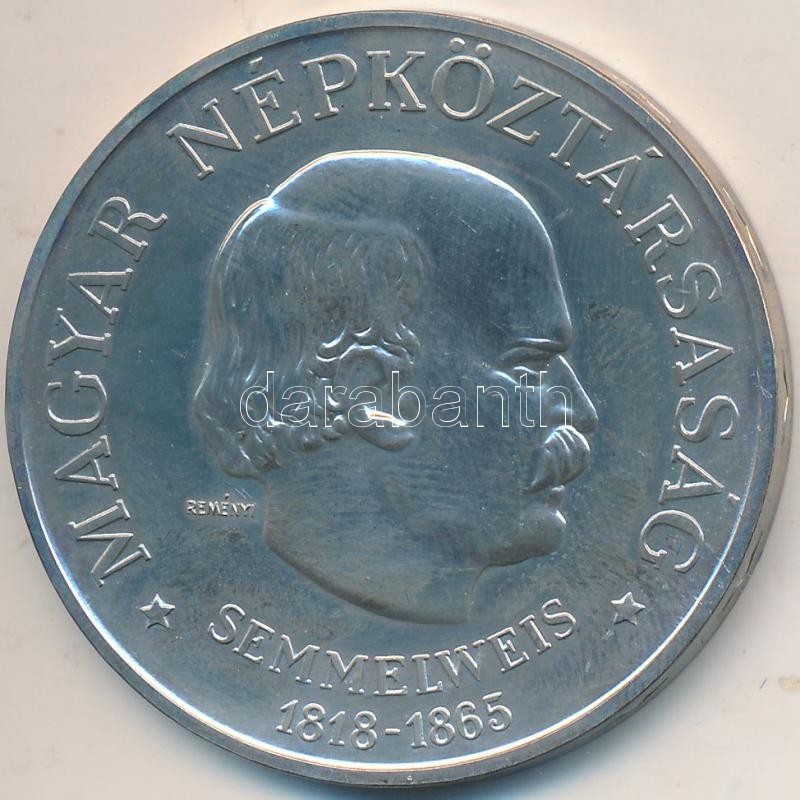 MAGYAR NÉPKÖZTÁRSASÁG
darabanth
REMÉNYI
SEMMELWEIS
1818-1865